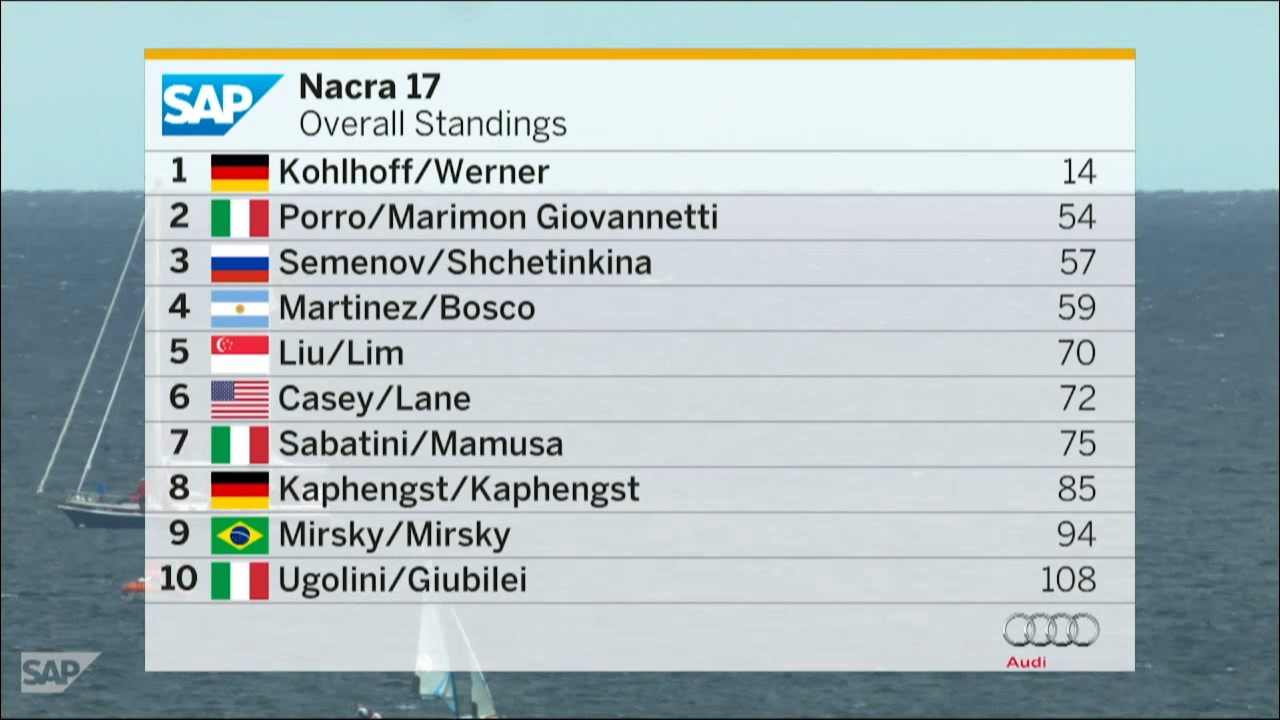 SAP
Nacra 17
Overall Standings
1 Kohlhoff/Werner 14
2 Porro/Marimon Giovannetti 54
3 Semenov/Shchetinkina 57
4 Martinez/Bosco 59
5 Liu/Lim 70
6 Casey/Lane 72
7 Sabatini/Mamusa 75
8 Kaphengst/Kaphengst 85
9 Mirsky/Mirsky 94
10 Ugolini/Giubilei 108
Audi
SAP